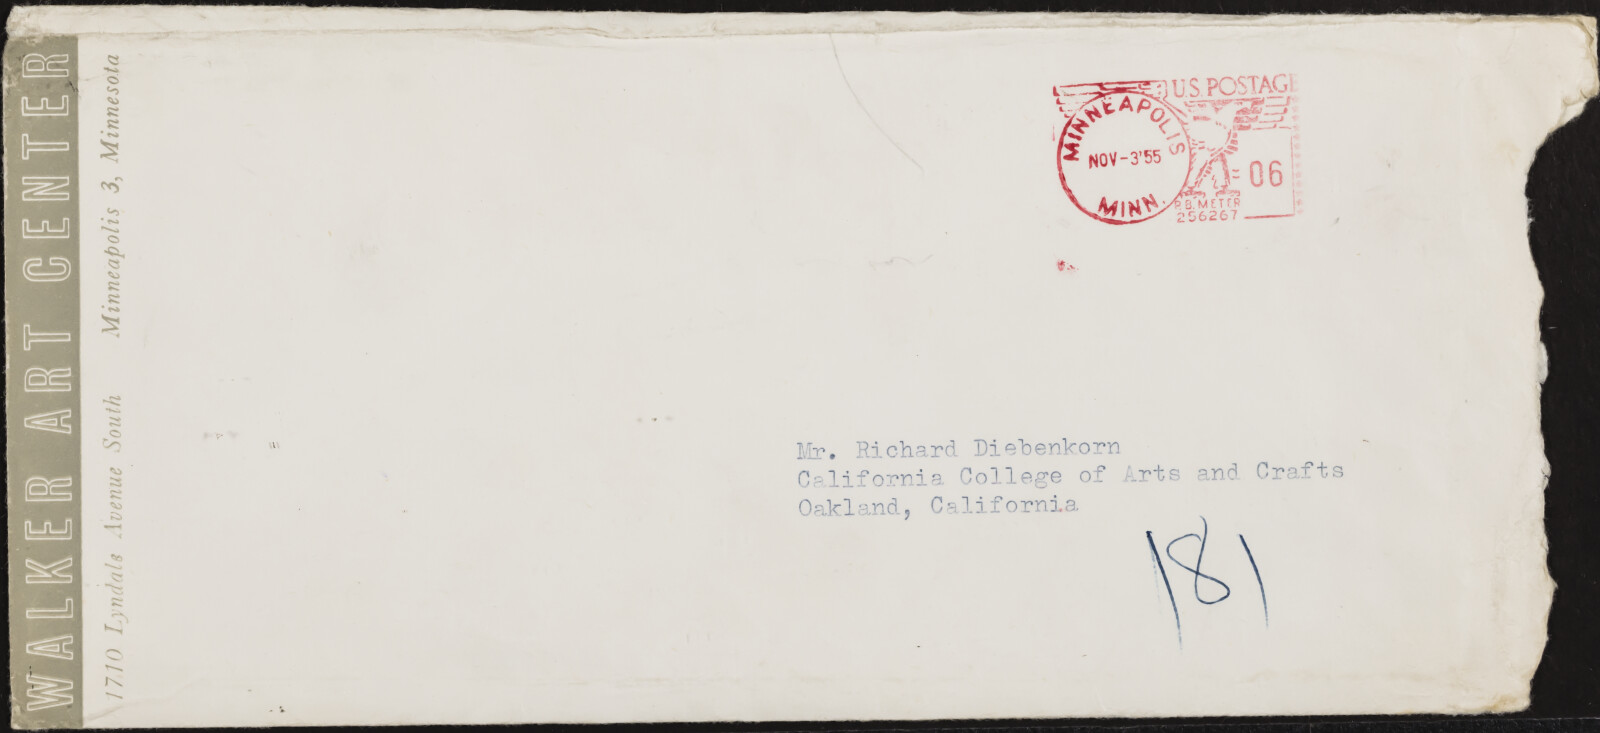 WALKER ART CENTER
1710 Lyndale Avenue South Minneapolis 3, Minnesota
U.S. POSTAGE
MINNEAPOLIS
NOV-3'55
MINN.
06
P.B. METER
256267
Mr. Richard Diebenkorn
California College of Arts and Crafts
Oakland, California
181